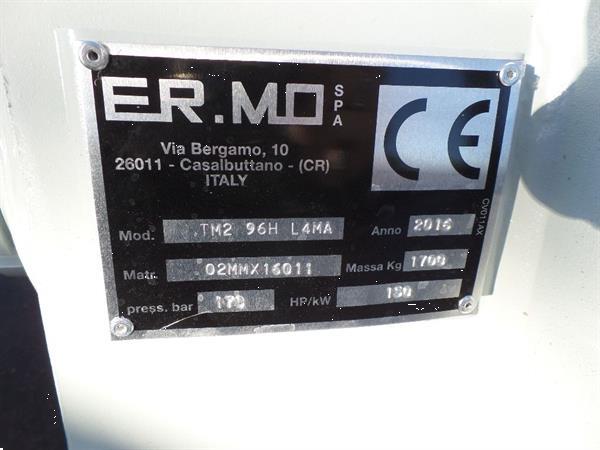 ER.MO SPA
CE
Via Bergamo, 10
26011 - Casalbuttano - (CR)
ITALY
Mod. TM2 96H L4MA Anno 2016
Matr. 02MMX16011 Massa Kg 1700
press. bar HP/kW 180
CV011AX